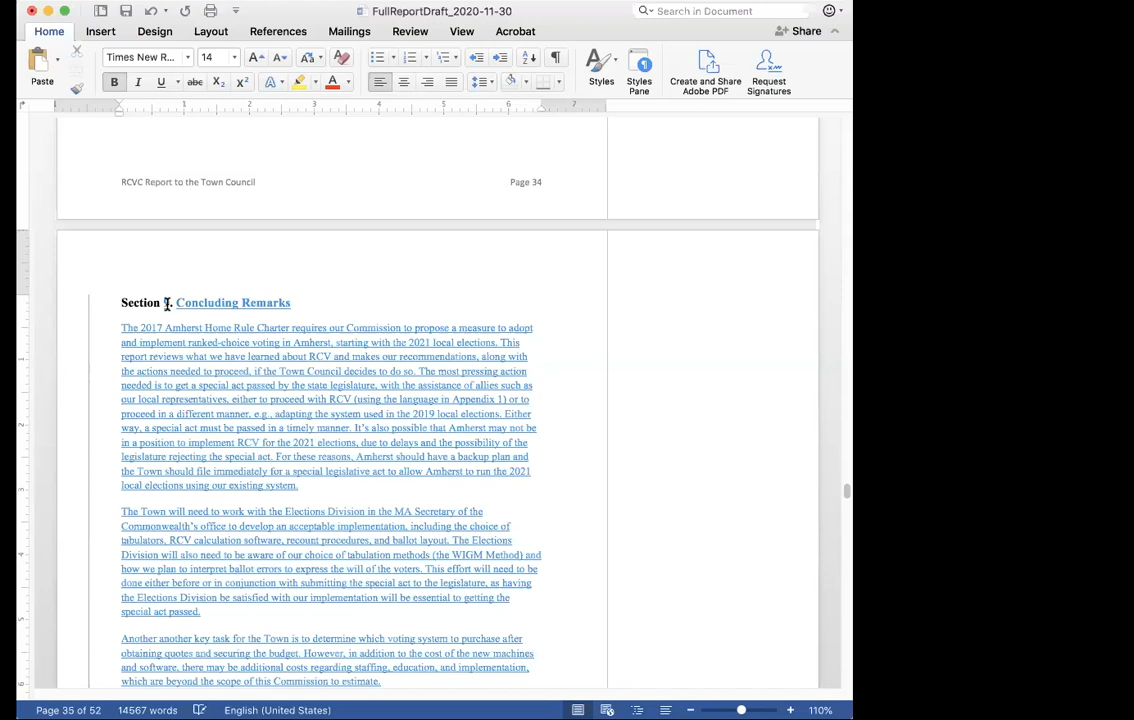 FullReportDraft_2020-11-30
Search in Document
Home Insert Design Layout References Mailings Review View Acrobat Share
Paste
Times New R... 14
Styles
Styles Pane
Create and Share Adobe PDF
Request Signatures
1 1 2 3 4 5 6 7
RCVC Report to the Town Council Page 34
Section . Concluding Remarks
The 2017 Amherst Home Rule Charter requires our Commission to propose a measure to adopt
and implement ranked-choice voting in Amherst, starting with the 2021 local elections. This
report reviews what we have learned about RCV and makes our recommendations, along with
the actions needed to proceed, if the Town Council decides to do so. The most pressing action
needed is to get a special act passed by the state legislature, with the assistance of allies such as
our local representatives, either to proceed with RCV (using the language in Appendix 1) or to
proceed in a different manner, e.g., adapting the system used in the 2019 local elections. Either
way, a special act must be passed in a timely manner. It's also possible that Amherst may not be
in a position to implement RCV for the 2021 elections, due to delays and the possibility of the
legislature rejecting the special act. For these reasons, Amherst should have a backup plan and
the Town should file immediately for a special legislative act to allow Amherst to run the 2021
local elections using our existing system.
The Town will need to work with the Elections Division in the MA Secretary of the
Commonwealth's office to develop an acceptable implementation, including the choice of
tabulators, RCV calculation software, recount procedures, and ballot layout. The Elections
Division will also need to be aware of our choice of tabulation methods (the WIGM Method) and
how we plan to interpret ballot errors to express the will of the voters. This effort will need to be
done either before or in conjunction with submitting the special act to the legislature, as having
the Elections Division be satisfied with our implementation will be essential to getting the
special act passed.
Another another key task for the Town is to determine which voting system to purchase after
obtaining quotes and securing the budget. However, in addition to the cost of the new machines
and software, there may be additional costs regarding staffing, education, and implementation,
which are beyond the scope of this Commission to estimate.
Page 35 of 52 14567 words English (United States) 110%